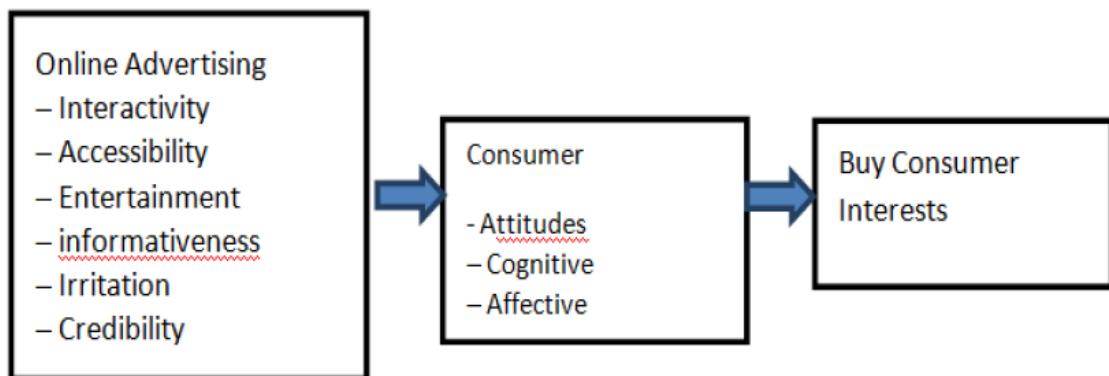 Online Advertising
– Interactivity
– Accessibility
– Entertainment
– informativeness
– Irritation
– Credibility
Consumer
- Attitudes
– Cognitive
– Affective
Buy Consumer
Interests